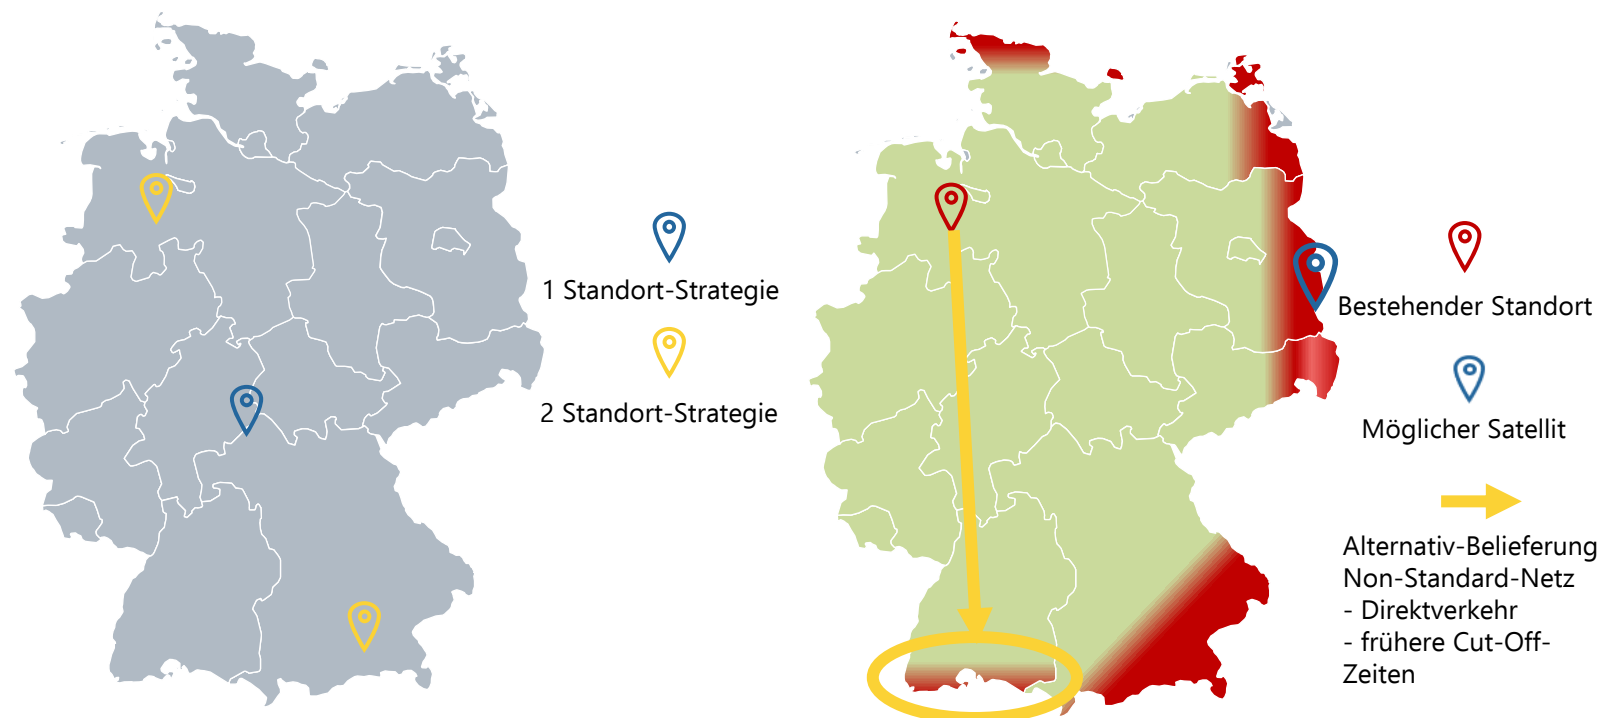 1 Standort-Strategie
2 Standort-Strategie
Bestehender Standort
Möglicher Satellit
Alternativ-Belieferung
Non-Standard-Netz
- Direktverkehr
- frühere Cut-Off-
Zeiten